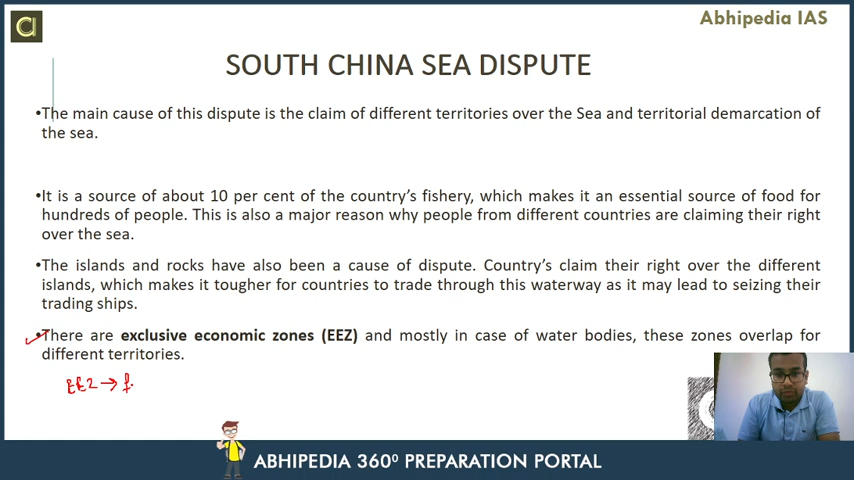 Abhipedia IAS
SOUTH CHINA SEA DISPUTE
•The main cause of this dispute is the claim of different territories over the Sea and territorial demarcation of
the sea.
•It is a source of about 10 per cent of the country's fishery, which makes it an essential source of food for
hundreds of people. This is also a major reason why people from different countries are claiming their right
over the sea.
•The islands and rocks have also been a cause of dispute. Country's claim their right over the different
islands, which makes it tougher for countries to trade through this waterway as it may lead to seizing their
trading ships.
•There are exclusive economic zones (EEZ) and mostly in case of water bodies, these zones overlap for
different territories.
EEZ →
ABHIPEDIA 360⁰ PREPARATION PORTAL